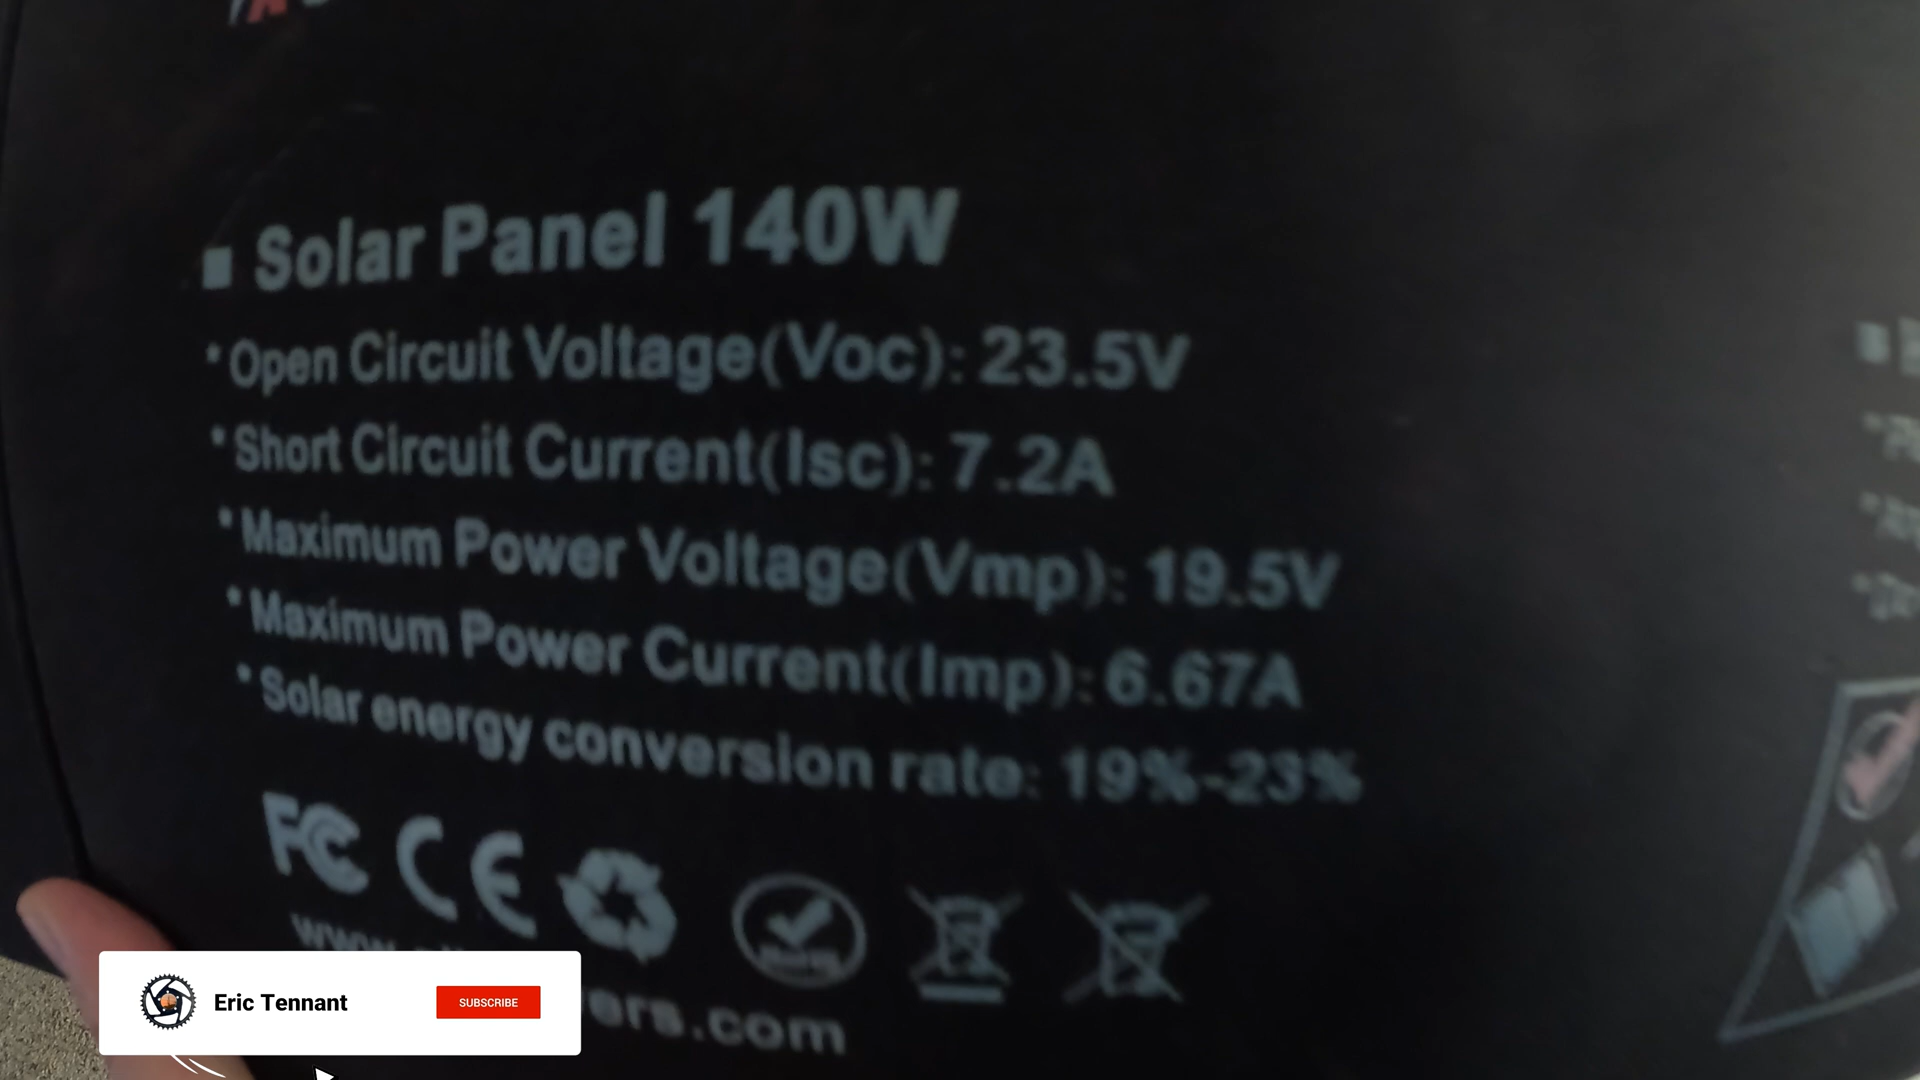 ■ Solar Panel 140W
*Open Circuit Voltage(Voc): 23.5V
*Short Circuit Current(Isc): 7.2A
*Maximum Power Voltage(Vmp): 19.5V
*Maximum Power Current(Imp): 6.67A
*Solar energy conversion rate: 19%-23%
FC CE
Eric Tennant
SUBSCRIBE